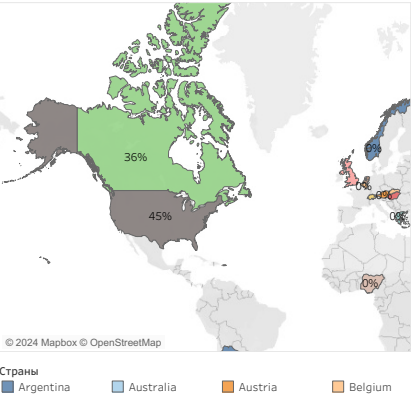 36%
0%
0%
45%
0%
0%
0%
© 2024 Mapbox © OpenStreetMap
Страны
Argentina
Australia
Austria
Belgium